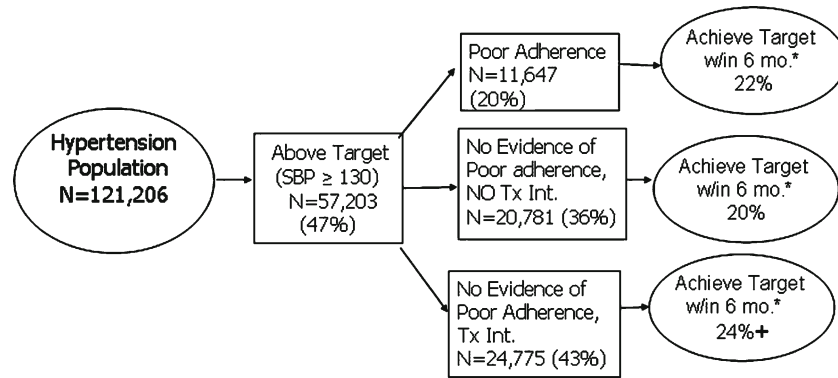 Hypertension
Population
N=121,206
Above Target
(SBP ≥ 130)
N=57,203
(47%)
Poor Adherence
N=11,647
(20%)
Achieve Target
w/in 6 mo.*
22%
No Evidence of
Poor adherence,
NO Tx Int.
N=20,781 (36%)
Achieve Target
w/in 6 mo.*
20%
No Evidence of
Poor Adherence,
Tx Int.
N=24,775 (43%)
Achieve Target
w/in 6 mo.*
24%+